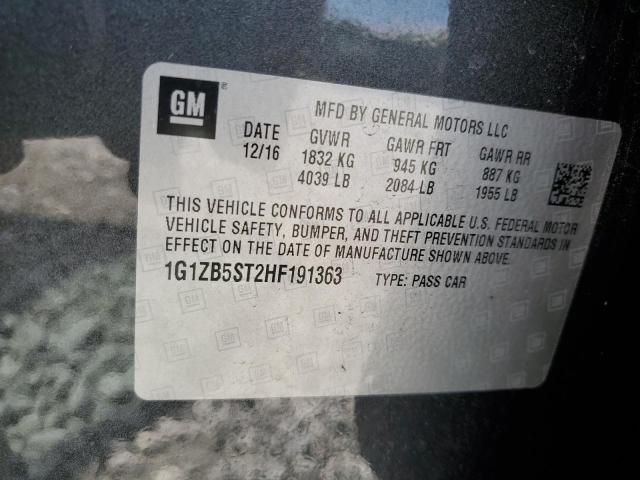 GM ®
MFD BY GENERAL MOTORS LLC
DATE GVWR GAWR FRT GAWR RR
12/16 1832 KG 945 KG 887 KG
4039 LB 2084 LB 1955 LB
THIS VEHICLE CONFORMS TO ALL APPLICABLE U.S. FEDERAL MOTOR
VEHICLE SAFETY, BUMPER, AND THEFT PREVENTION STANDARDS IN
EFFECT ON THE DATE OF MANUFACTURE SHOWN ABOVE.
1G1ZB5ST2HF191363 TYPE: PASS CAR